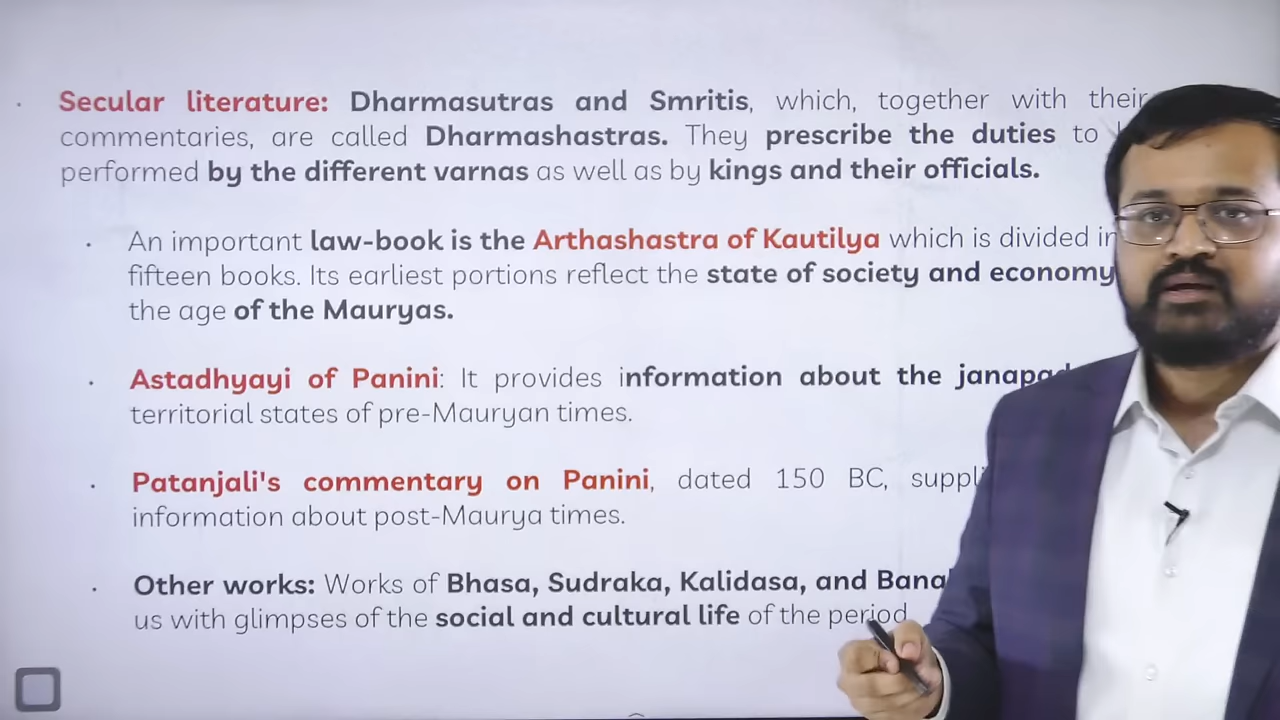 Secular literature: Dharmasutras and Smritis, which, together with their
commentaries, are called Dharmashastras. They prescribe the duties to
performed by the different varnas as well as by kings and their officials.
An important law-book is the Arthashastra of Kautilya which is divided
fifteen books. Its earliest portions reflect the state of society and economy
the age of the Mauryas.
Astadhyayi of Panini: It provides information about the
territorial states of pre-Mauryan times.
Patanjali's commentary on Panini, dated 150 BC,
information about post-Maurya times.
Other works: Works of Bhasa, Sudraka, Kalidasa, and
us with glimpses of the social and cultural life of the period